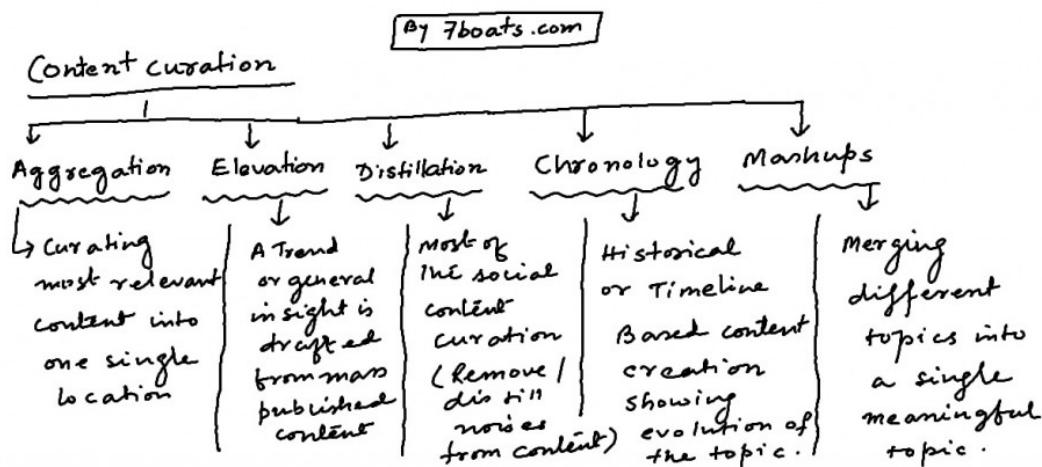 By 7boats.com
Content curation
Aggregation
Elevation
Distillation
Chronology
Mashups
Curating
most relevant
content into
one single
location
A Trend
or general
insight is
drafted
from mass
published
content
Most of
the social
content
curation
(Remove /
distill
noises
from content)
Historical
or Timeline
Based content
creation
showing
evolution of
the topic.
Merging
different
topics into
a single
meaningful
topic.